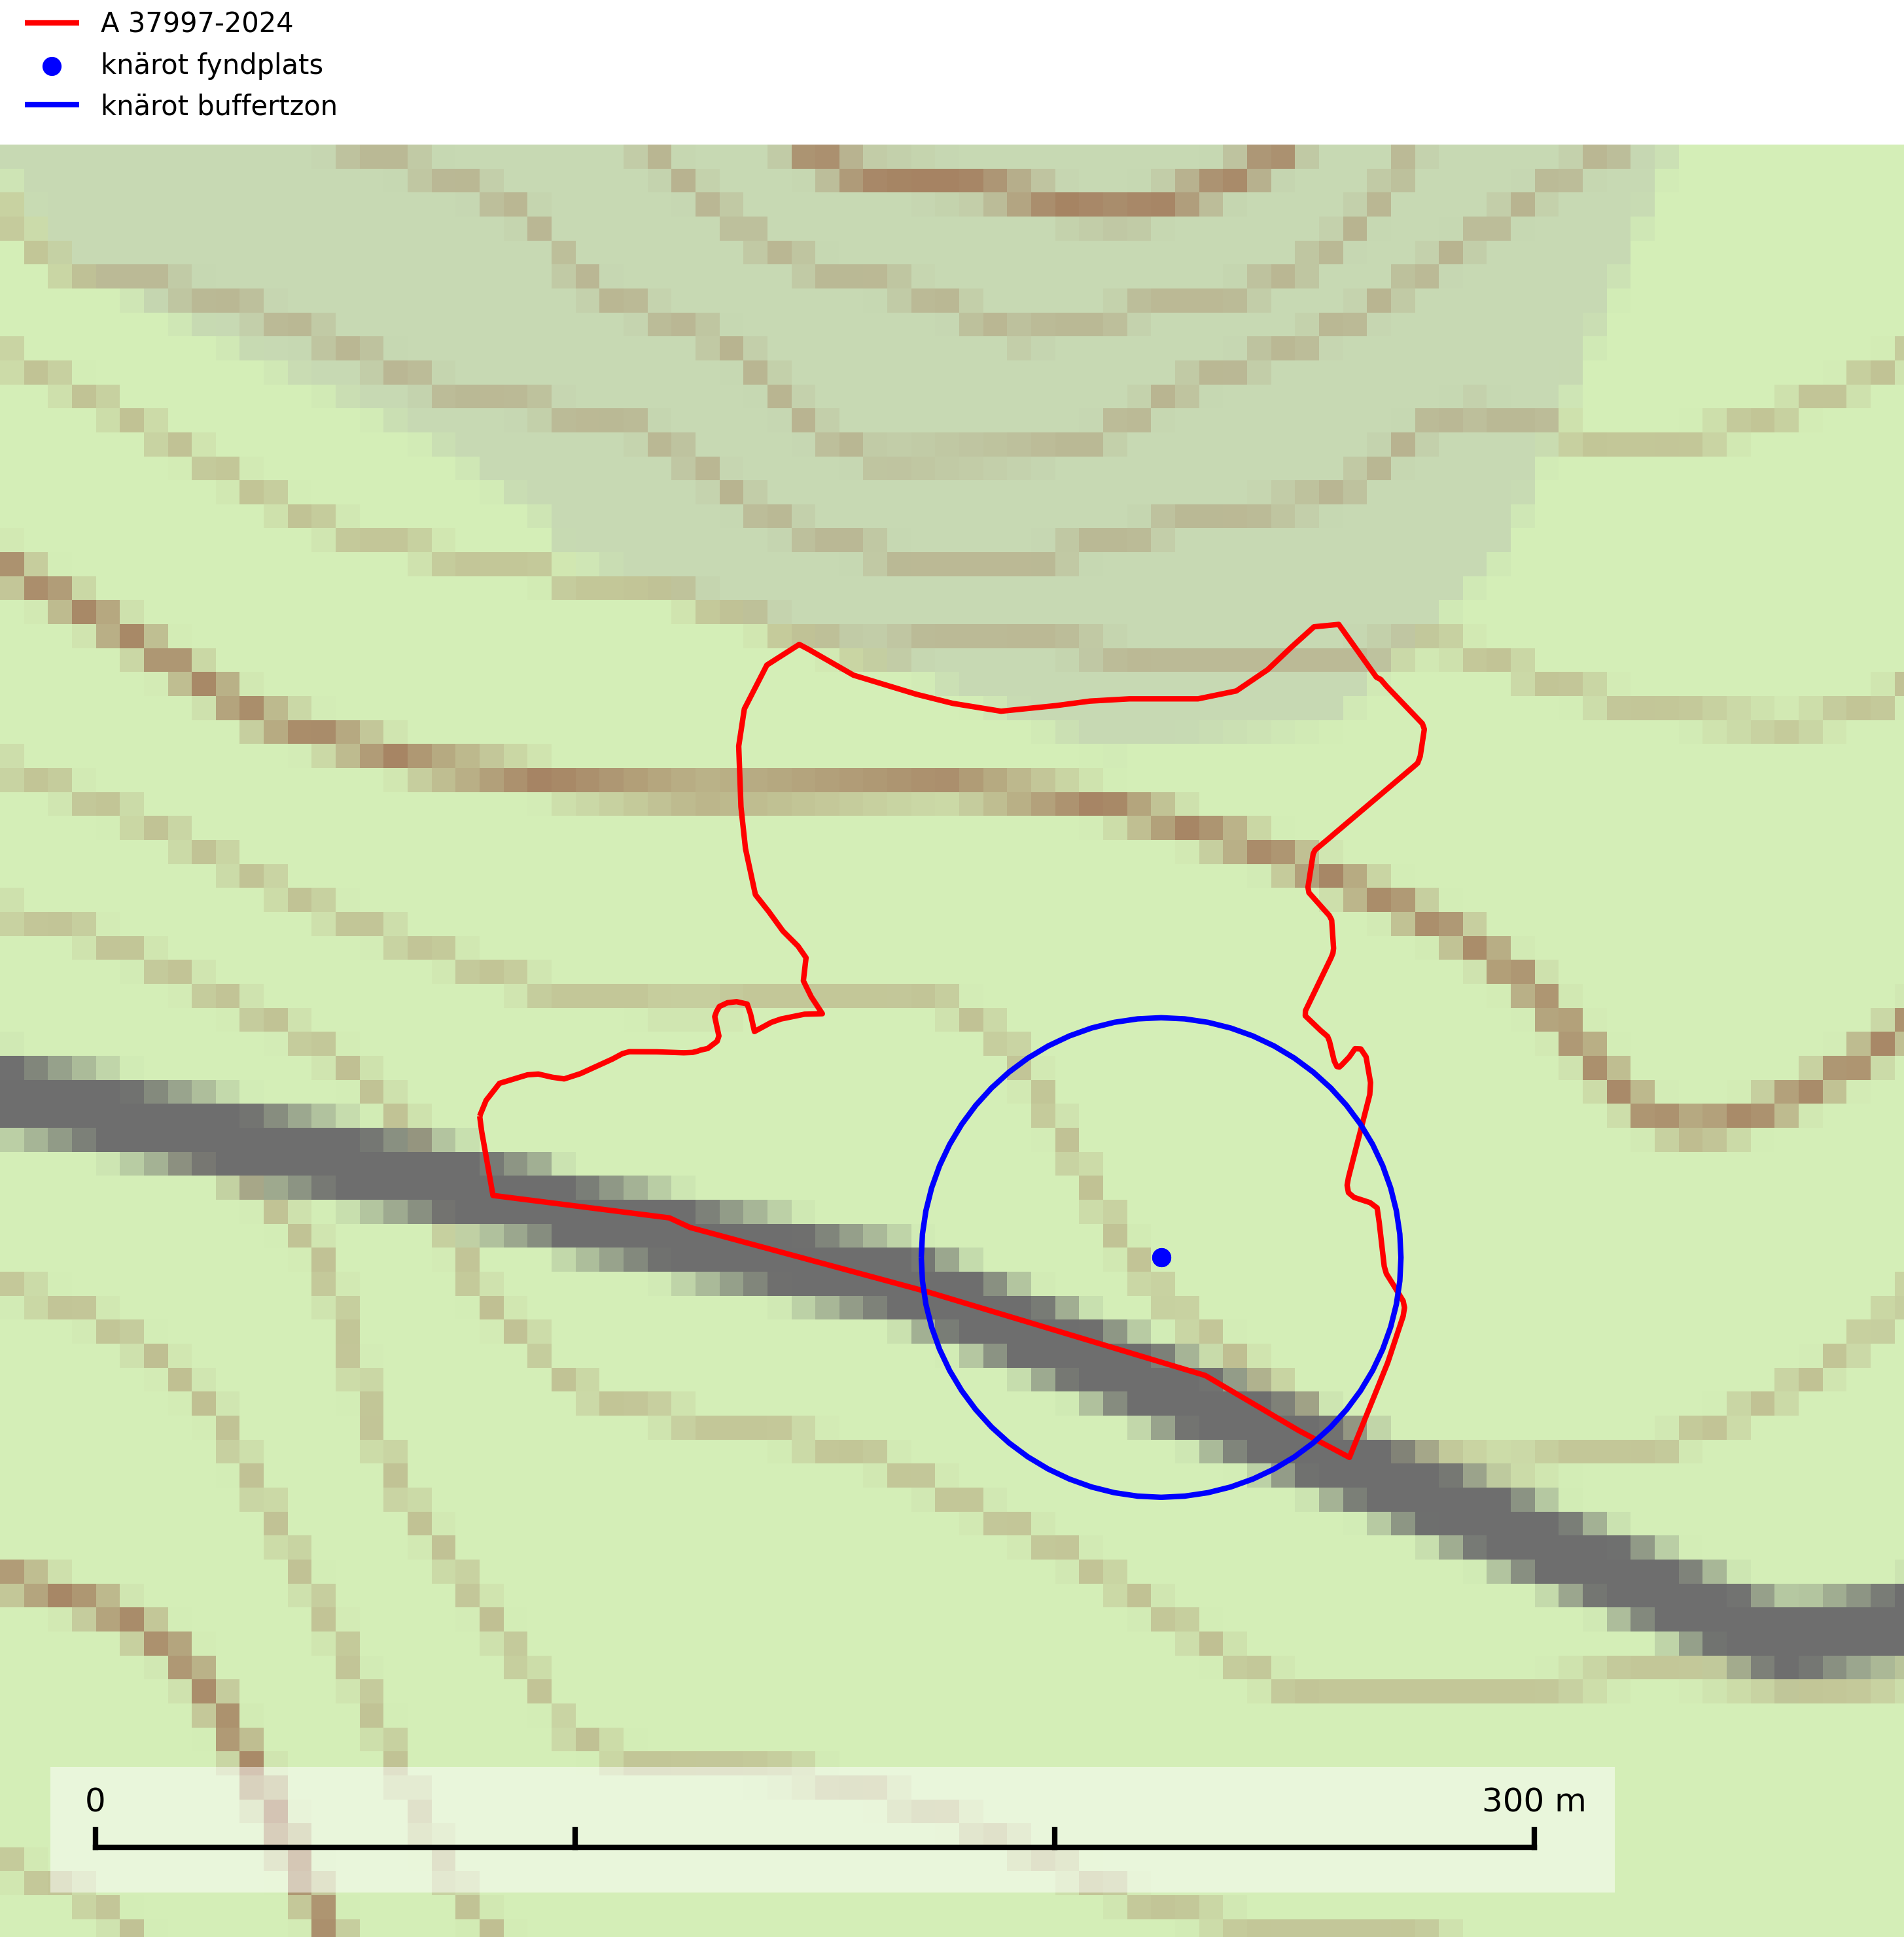 A 37997-2024
knärot fyndplats
knärot buffertzon
0 300 m